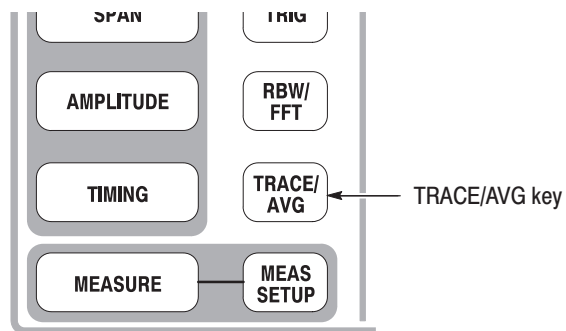 SPAN
TRIG
AMPLITUDE
RBW/
FFT
TIMING
TRACE/
AVG
TRACE/AVG key
MEASURE
MEAS
SETUP